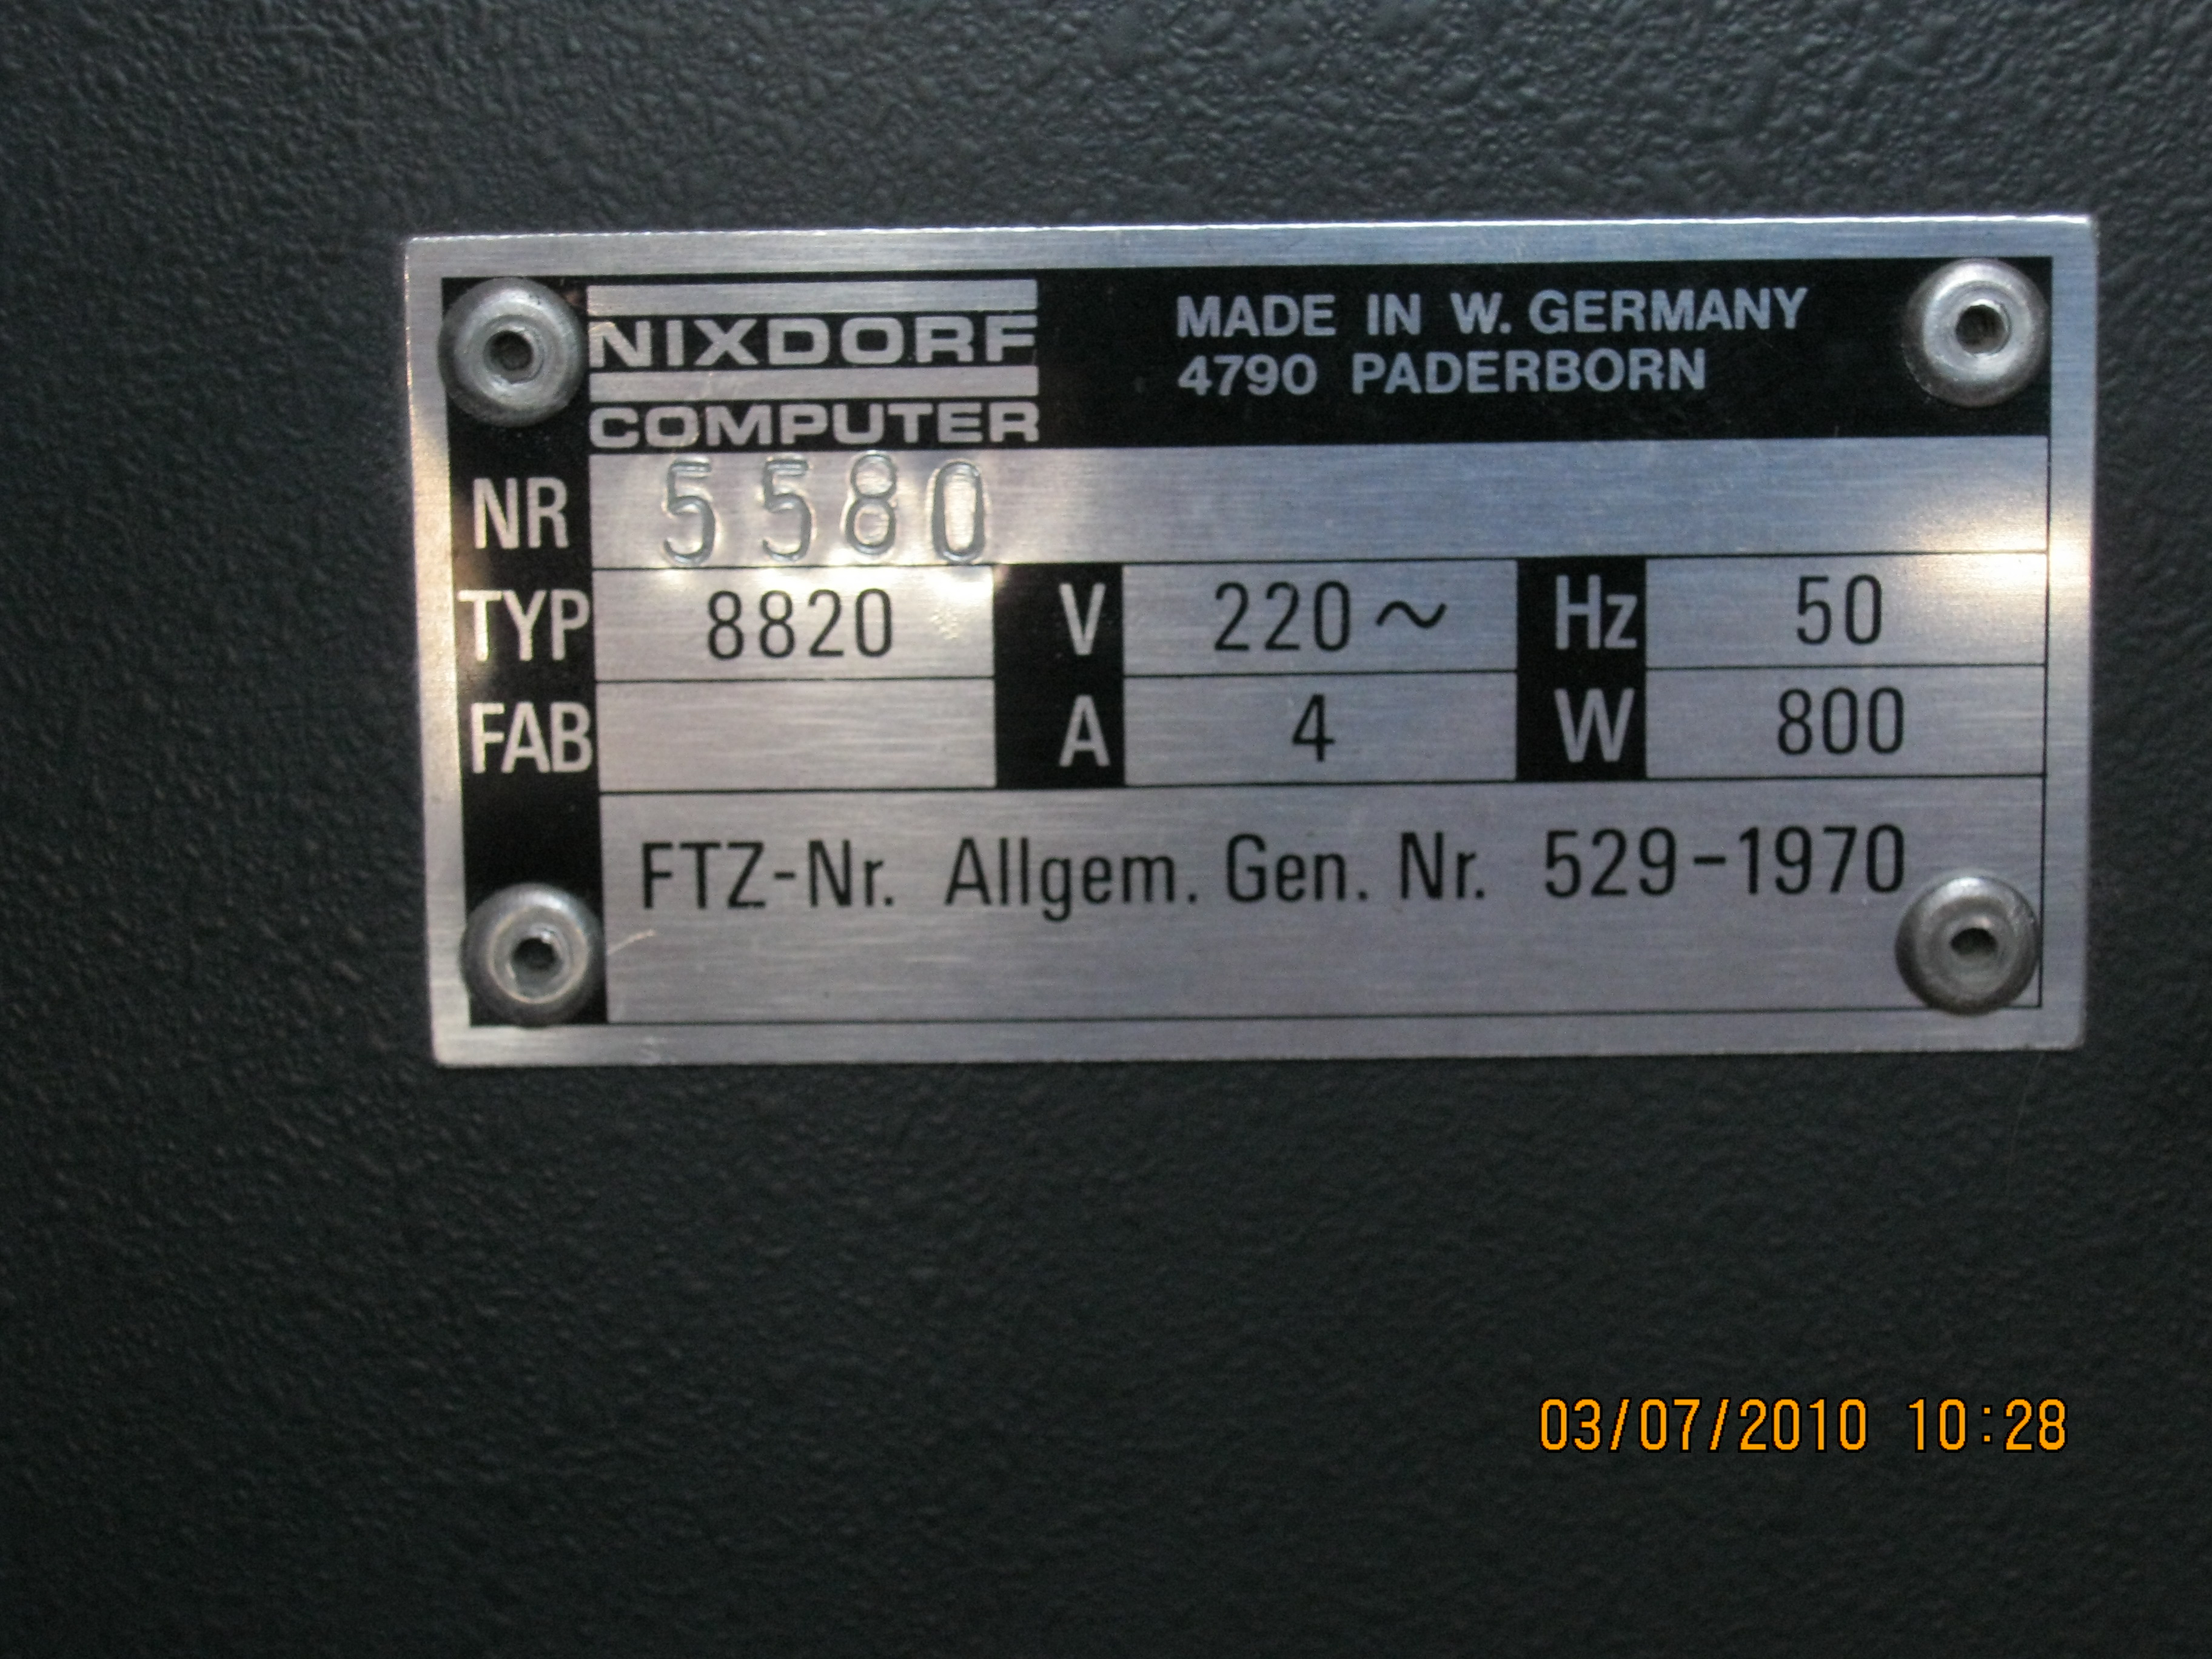 NIXDORF
COMPUTER
MADE IN W. GERMANY
4790 PADERBORN
NR 5580
TYP 8820 V 220~ Hz 50
FAB A 4 W 800
FTZ-Nr. Allgem. Gen. Nr. 529-1970
03/07/2010 10:28